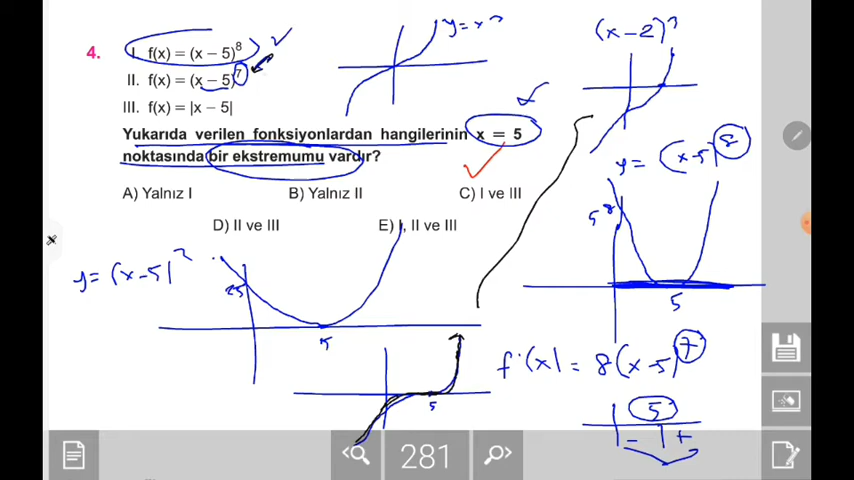 4.
I. f(x) = (x – 5)⁸
II. f(x) = (x – 5)⁷
III. f(x) = |x – 5|
Yukarıda verilen fonksiyonlardan hangilerinin x = 5
noktasında bir ekstremumu vardır?
A) Yalnız I B) Yalnız II C) I ve III
D) II ve III E) I, II ve III
y=x³
(x-2)³
y = (x-5)⁸
5⁸
5
y=(x-5)²
25
5
5
f'(x) = 8(x-5)⁷
5
- +
281